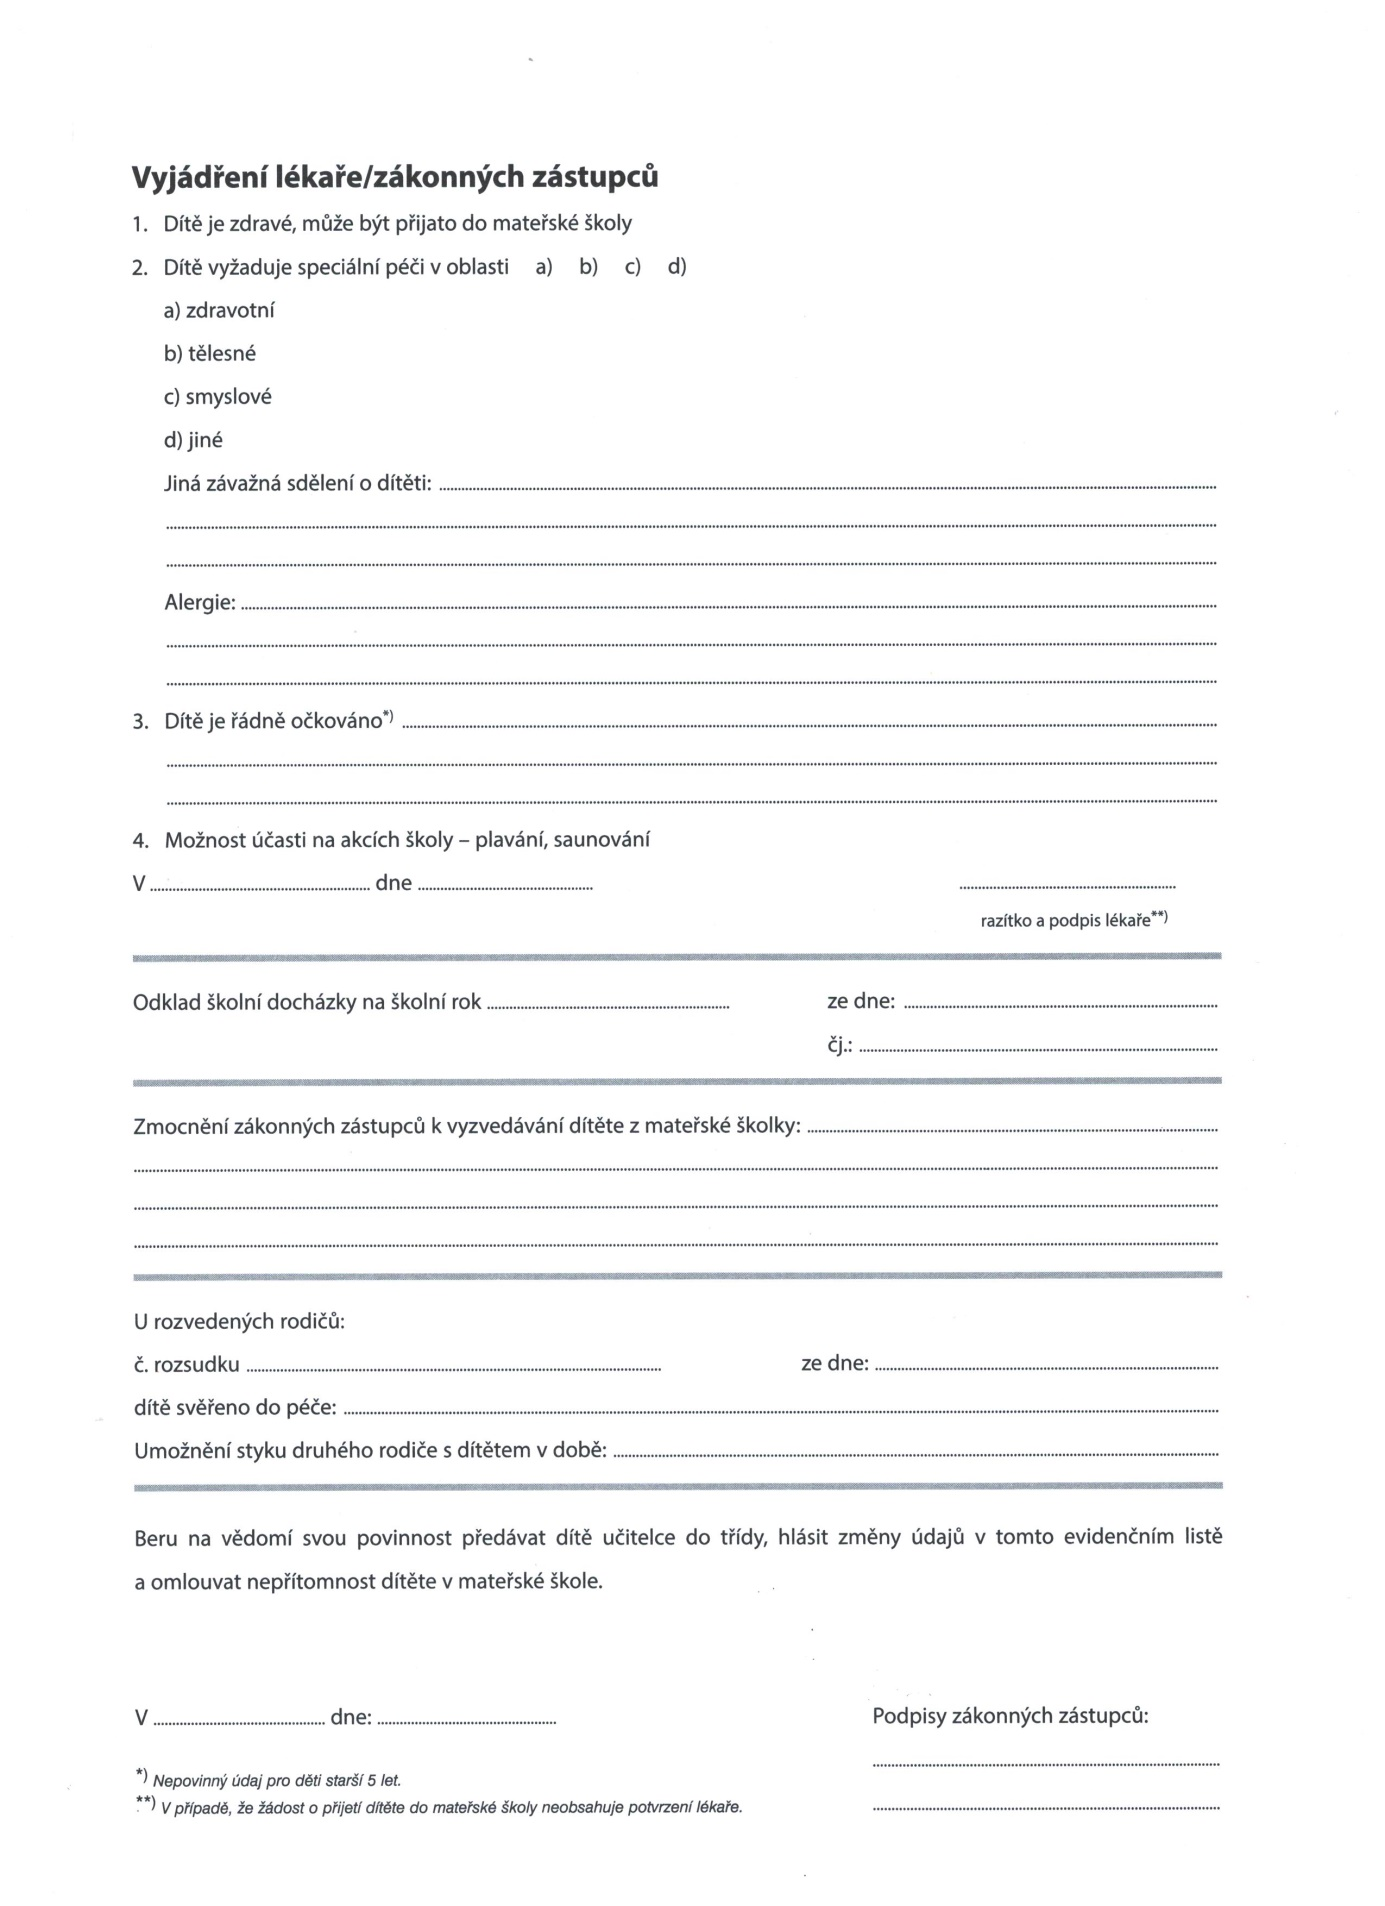 Vyjádření lékaře/zákonných zástupců
1. Dítě je zdravé, může být přijato do mateřské školy
2. Dítě vyžaduje speciální péči v oblasti a) b) c) d)
a) zdravotní
b) tělesné
c) smyslové
d) jiné
Jiná závažná sdělení o dítěti:
Alergie:
3. Dítě je řádně očkováno*)
4. Možnost účasti na akcích školy – plavání, saunování
V dne
razítko a podpis lékaře**)
Odklad školní docházky na školní rok ze dne:
čj.:
Zmocnění zákonných zástupců k vyzvedávání dítěte z mateřské školky:
U rozvedených rodičů:
č. rozsudku ze dne:
dítě svěřeno do péče:
Umožnění styku druhého rodiče s dítětem v době:
Beru na vědomí svou povinnost předávat dítě učitelce do třídy, hlásit změny údajů v tomto evidenčním listě
a omlouvat nepřítomnost dítěte v mateřské škole.
V dne: Podpisy zákonných zástupců:
*) Nepovinný údaj pro děti starší 5 let.
**) V případě, že žádost o přijetí dítěte do mateřské školy neobsahuje potvrzení lékaře.